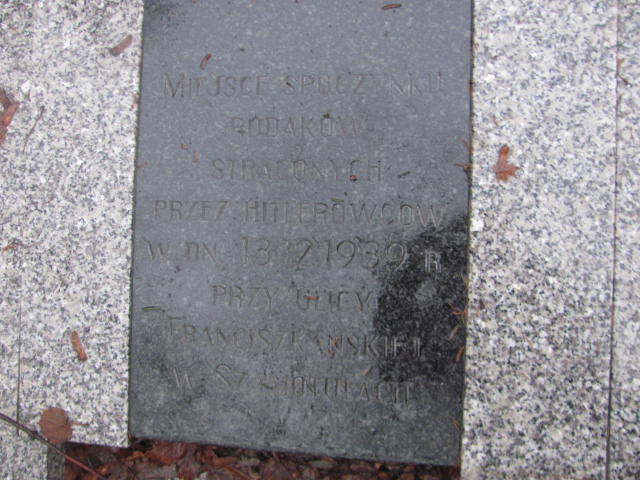 MIEJSCE SPOCZYNKU
RODAKÓW
STRACONYCH
PRZEZ HITLEROWCÓW
W DN. 13.12.1939 R
PRZY ULICY
FRANCISZKAŃSKIEJ
W SZAMOTUŁACH